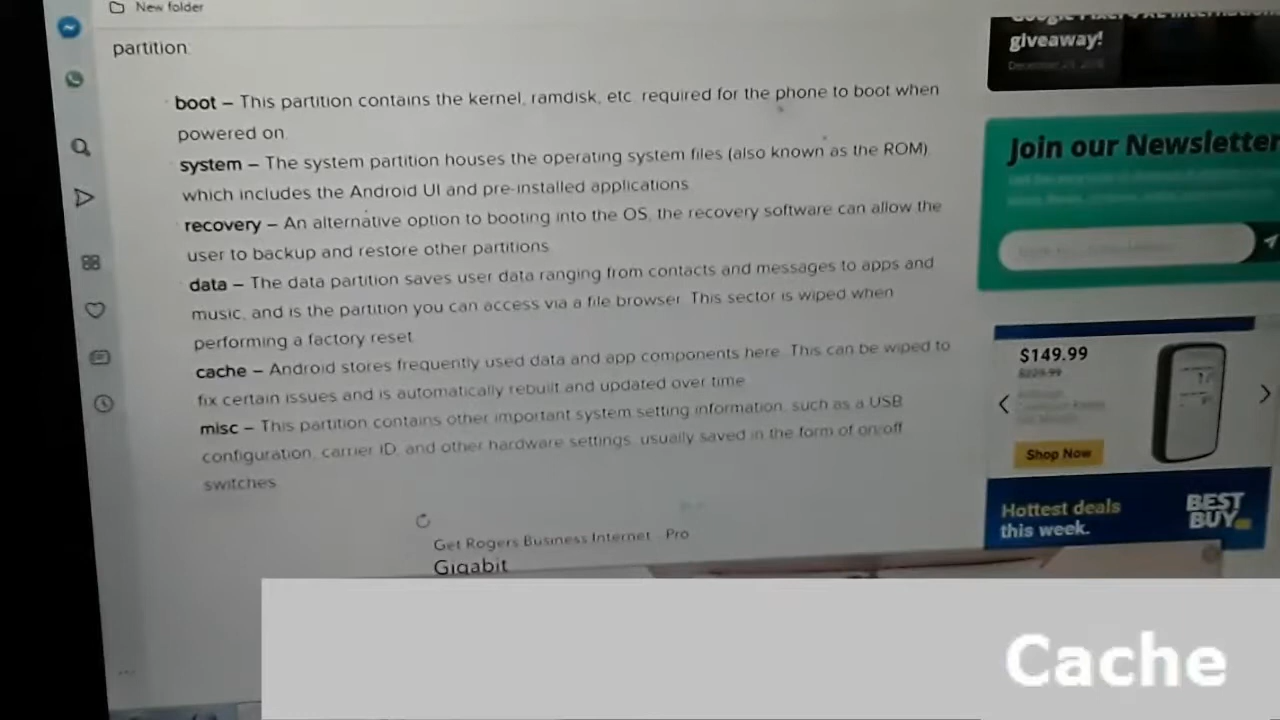 New folder
partition
boot – This partition contains the kernel, ramdisk, etc. required for the phone to boot when
powered on.
system – The system partition houses the operating system files (also known as the ROM),
which includes the Android UI and pre-installed applications.
recovery – An alternative option to booting into the OS, the recovery software can allow the
user to backup and restore other partitions.
data – The data partition saves user data ranging from contacts and messages to apps and
music, and is the partition you can access via a file browser. This sector is wiped when
performing a factory reset.
cache – Android stores frequently used data and app components here. This can be wiped to
fix certain issues and is automatically rebuilt and updated over time.
misc – This partition contains other important system setting information, such as a USB
configuration, carrier ID, and other hardware settings, usually saved in the form of on/off
switches.
Get Rogers Business Internet Pro
Gigabit
giveaway!
Join our Newsletter
$149.99
Shop Now
Hottest deals
this week.
BEST
BUY
Cache